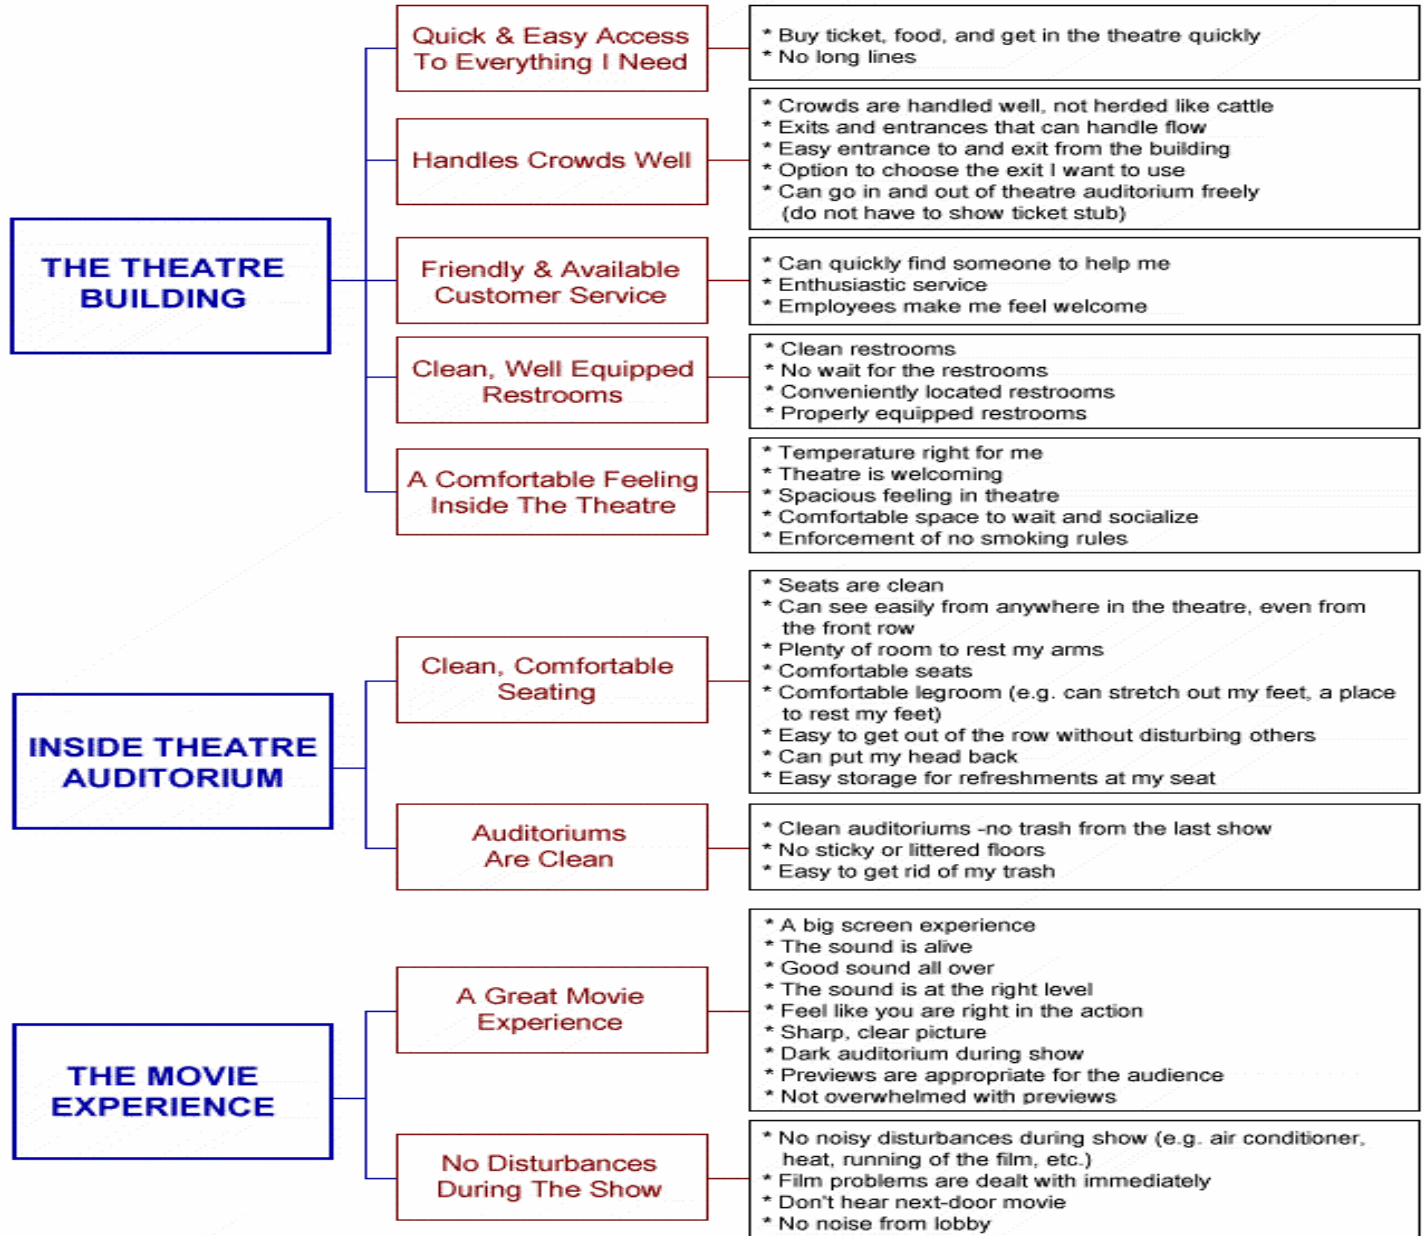 THE THEATRE
BUILDING
Quick & Easy Access
To Everything I Need
* Buy ticket, food, and get in the theatre quickly
* No long lines
Handles Crowds Well
* Crowds are handled well, not herded like cattle
* Exits and entrances that can handle flow
* Easy entrance to and exit from the building
* Option to choose the exit I want to use
* Can go in and out of theatre auditorium freely
(do not have to show ticket stub)
Friendly & Available
Customer Service
* Can quickly find someone to help me
* Enthusiastic service
* Employees make me feel welcome
Clean, Well Equipped
Restrooms
* Clean restrooms
* No wait for the restrooms
* Conveniently located restrooms
* Properly equipped restrooms
A Comfortable Feeling
Inside The Theatre
* Temperature right for me
* Theatre is welcoming
* Spacious feeling in theatre
* Comfortable space to wait and socialize
* Enforcement of no smoking rules
INSIDE THEATRE
AUDITORIUM
Clean, Comfortable
Seating
* Seats are clean
* Can see easily from anywhere in the theatre, even from
the front row
* Plenty of room to rest my arms
* Comfortable seats
* Comfortable legroom (e.g. can stretch out my feet, a place
to rest my feet)
* Easy to get out of the row without disturbing others
* Can put my head back
* Easy storage for refreshments at my seat
Auditoriums
Are Clean
* Clean auditoriums -no trash from the last show
* No sticky or littered floors
* Easy to get rid of my trash
THE MOVIE
EXPERIENCE
A Great Movie
Experience
* A big screen experience
* The sound is alive
* Good sound all over
* The sound is at the right level
* Feel like you are right in the action
* Sharp, clear picture
* Dark auditorium during show
* Previews are appropriate for the audience
* Not overwhelmed with previews
No Disturbances
During The Show
* No noisy disturbances during show (e.g. air conditioner,
heat, running of the film, etc.)
* Film problems are dealt with immediately
* Don't hear next-door movie
* No noise from lobby